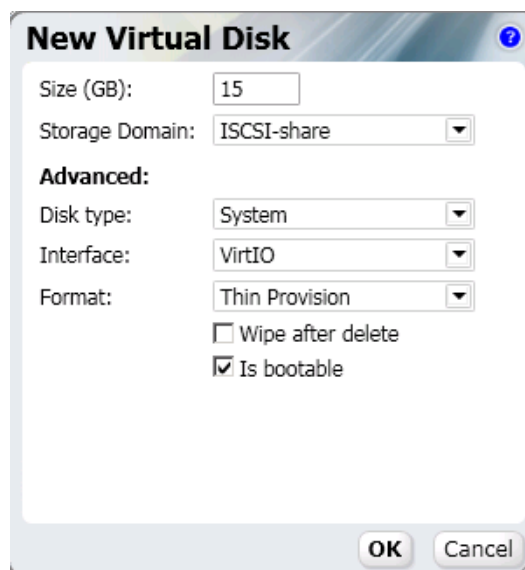 New Virtual Disk ?
Size (GB): 15
Storage Domain: ISCSI-share
Advanced:
Disk type: System
Interface: VirtIO
Format: Thin Provision
Wipe after delete
Is bootable
OK Cancel